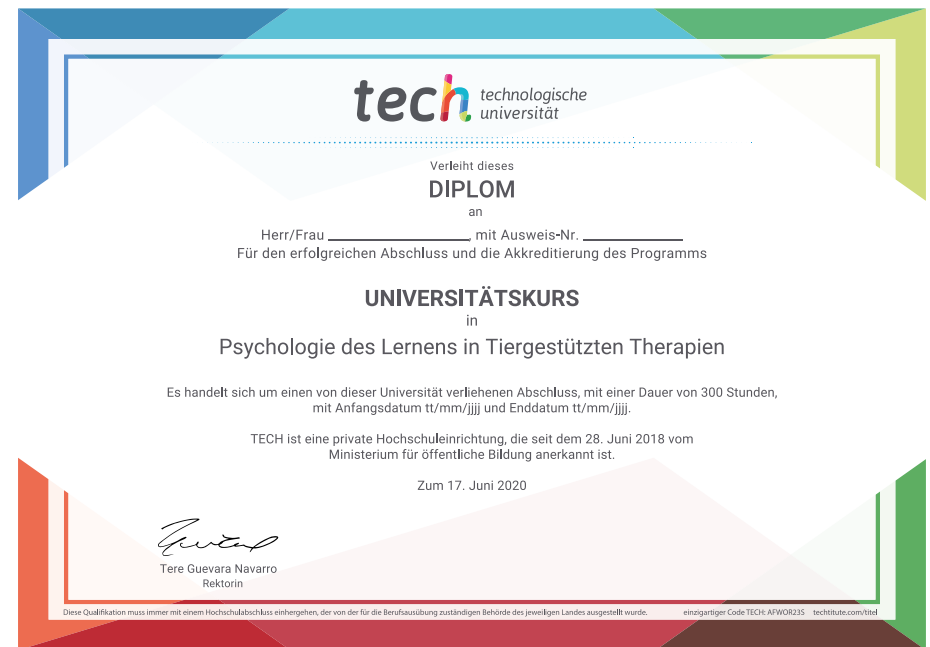 tech technologische
universität
Verleiht dieses
DIPLOM
an
Herr/Frau ____________________, mit Ausweis-Nr. ______________
Für den erfolgreichen Abschluss und die Akkreditierung des Programms
UNIVERSITÄTSKURS
in
Psychologie des Lernens in Tiergestützten Therapien
Es handelt sich um einen von dieser Universität verliehenen Abschluss, mit einer Dauer von 300 Stunden,
mit Anfangsdatum tt/mm/jjjj und Enddatum tt/mm/jjjj.
TECH ist eine private Hochschuleinrichtung, die seit dem 28. Juni 2018 vom
Ministerium für öffentliche Bildung anerkannt ist.
Zum 17. Juni 2020
Tere Guevara Navarro
Rektorin
Diese Qualifikation muss immer mit einem Hochschulabschluss einhergehen, der von der für die Berufsausübung zuständigen Behörde des jeweiligen Landes ausgestellt wurde. einzigartiger Code TECH: AFWOR23S techtitute.com/titel